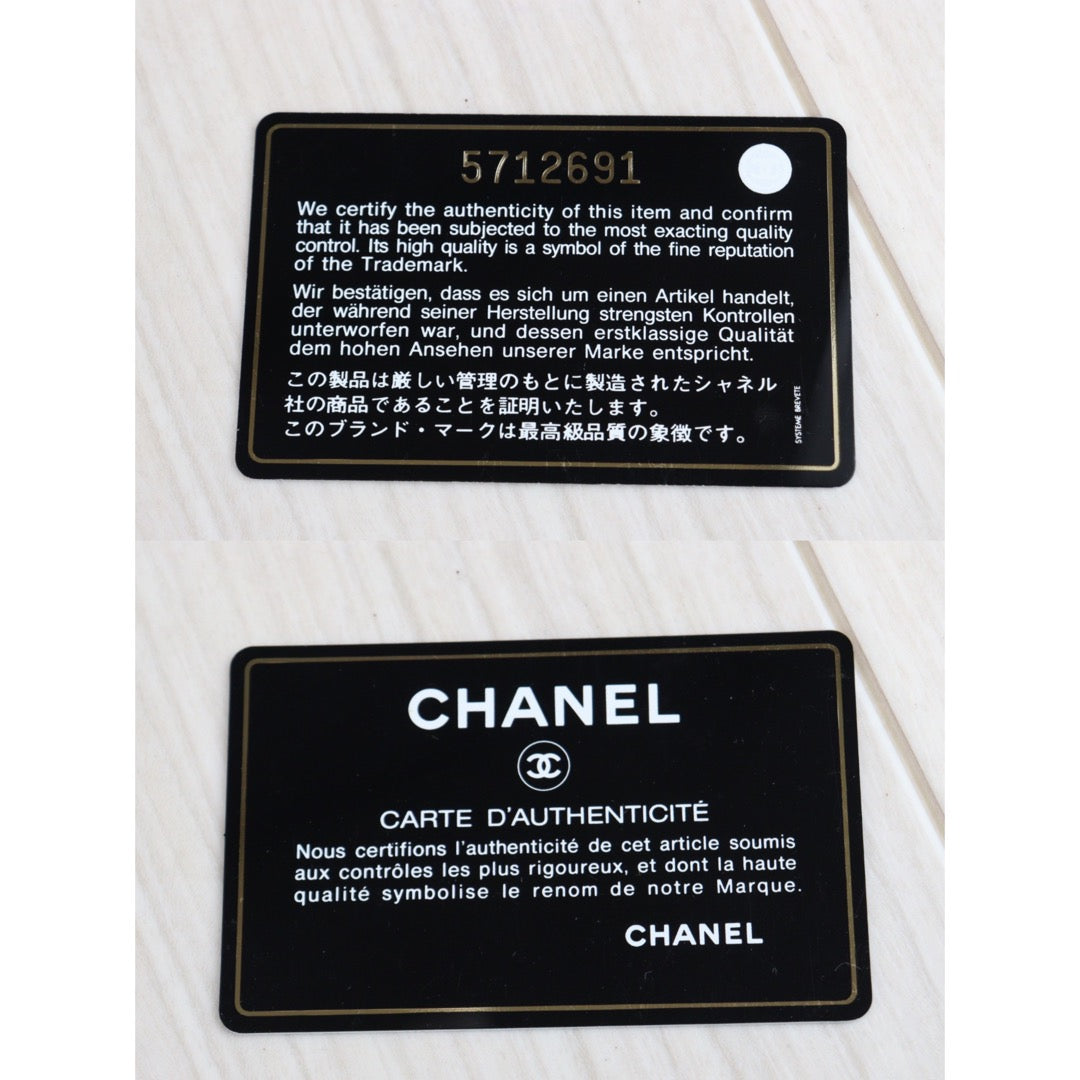 5712691
We certify the authenticity of this item and confirm
that it has been subjected to the most exacting quality
control. Its high quality is a symbol of the fine reputation
of the Trademark.
Wir bestätigen, dass es sich um einen Artikel handelt,
der während seiner Herstellung strengsten Kontrollen
unterworfen war, und dessen erstklassige Qualität
dem hohen Ansehen unserer Marke entspricht.
この製品は厳しい管理のもとに製造されたシャネル
社の商品であることを証明いたします。
このブランド・マークは最高級品質の象徴です。
SYSTEME BREVETE
CHANEL
CARTE D'AUTHENTICITÉ
Nous certifions l'authenticité de cet article soumis
aux contrôles les plus rigoureux, et dont la haute
qualité symbolise le renom de notre Marque.
CHANEL